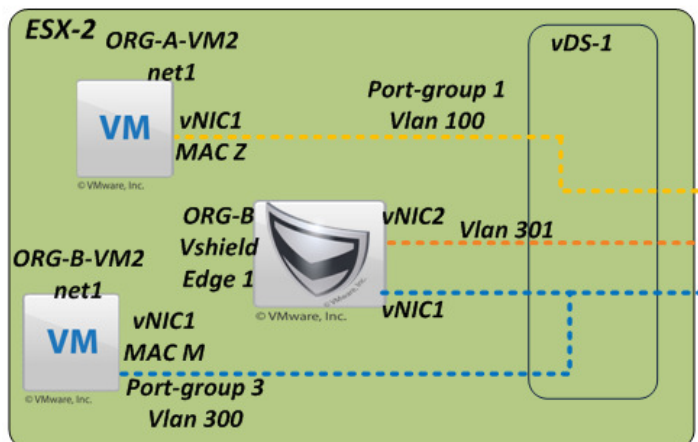 ESX-2
ORG-A-VM2
net1
vDS-1
Port-group 1
Vlan 100
VM
vNIC1
MAC Z
© VMware, Inc.
ORG-B
Vshield
Edge 1
vNIC2
Vlan 301
© VMware, Inc.
vNIC1
© VMware, Inc.
ORG-B-VM2
net1
VM
vNIC1
MAC M
© VMware, Inc.
Port-group 3
Vlan 300